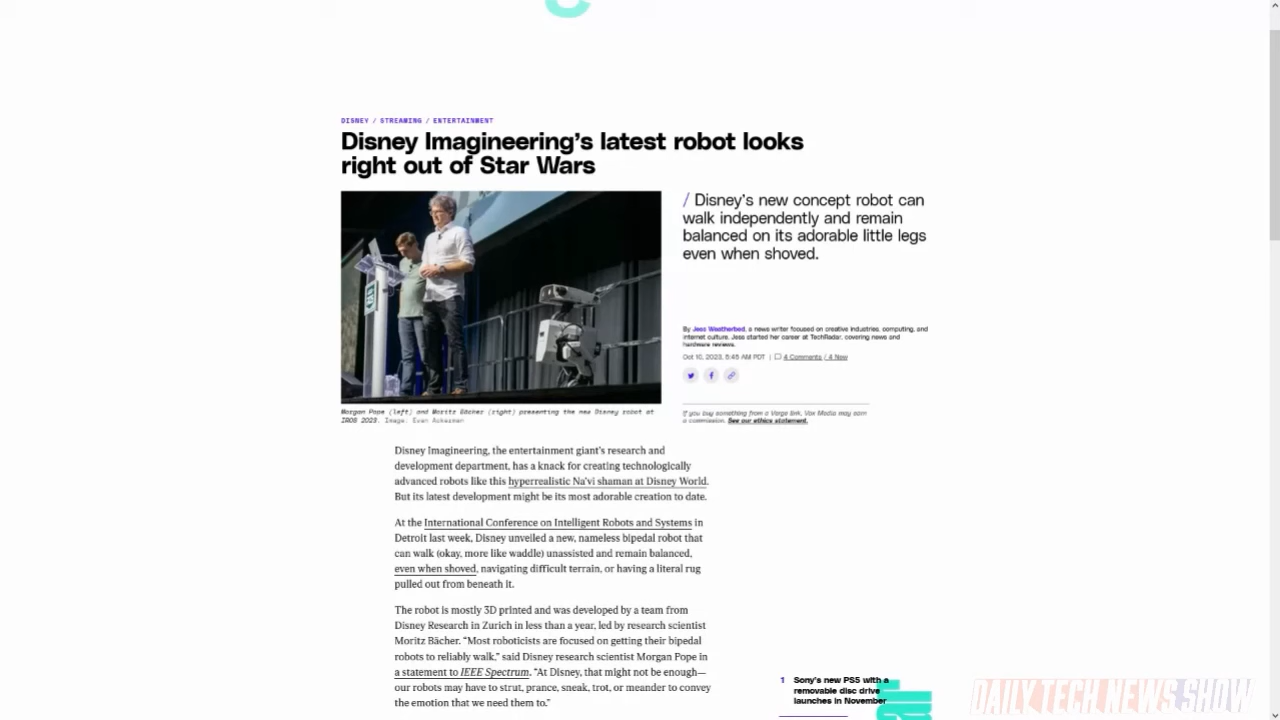 DISNEY / STREAMING / ENTERTAINMENT
Disney Imagineering's latest robot looks
right out of Star Wars
/ Disney's new concept robot can
walk independently and remain
balanced on its adorable little legs
even when shoved.
By Jess Weatherbed, a news writer focused on creative industries, computing, and
internet culture. Jess started her career at TechRadar, covering news and
hardware reviews.
Oct 10, 2023, 5:45 AM PDT | 4 Comments / 4 New
Morgan Pope (left) and Moritz Bächer (right) presenting the new Disney robot at
IROS 2023. Image: Evan Ackerman
If you buy something from a Verge link, Vox Media may earn
a commission. See our ethics statement.
Disney Imagineering, the entertainment giant's research and
development department, has a knack for creating technologically
advanced robots like this hyperrealistic Na'vi shaman at Disney World.
But its latest development might be its most adorable creation to date.
At the International Conference on Intelligent Robots and Systems in
Detroit last week, Disney unveiled a new, nameless bipedal robot that
can walk (okay, more like waddle) unassisted and remain balanced,
even when shoved, navigating difficult terrain, or having a literal rug
pulled out from beneath it.
The robot is mostly 3D printed and was developed by a team from
Disney Research in Zurich in less than a year, led by research scientist
Moritz Bächer. “Most roboticists are focused on getting their bipedal
robots to reliably walk,” said Disney research scientist Morgan Pope in
a statement to IEEE Spectrum. “At Disney, that might not be enough—
our robots may have to strut, prance, sneak, trot, or meander to convey
the emotion that we need them to.”
1 Sony's new PS5 with a
removable disc drive
launches in November
DAILY TECH NEWS SHOW